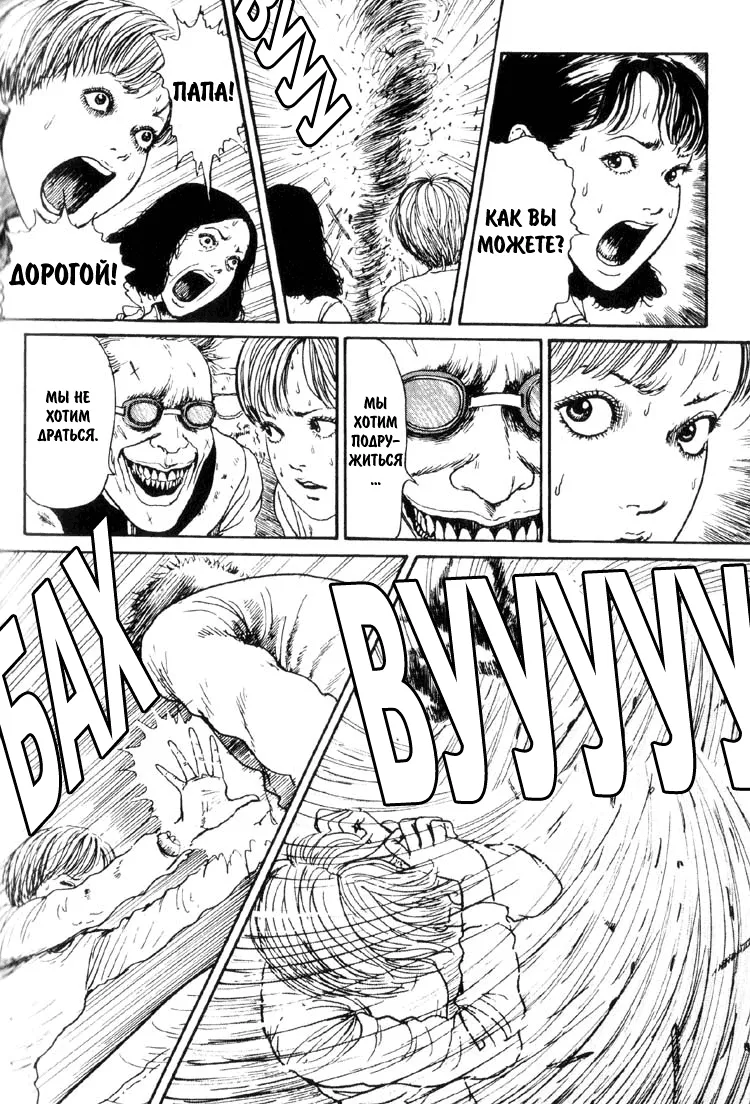 ПАПА!
ДОРОГОЙ!
ВУУУ
КАК ВЫ
МОЖЕТЕ?
МЫ НЕ
ХОТИМ
ДРАТЬСЯ.
МЫ
ХОТИМ
ПОДРУ-
ЖИТЬСЯ
...
БАХ
ВУУУУУ